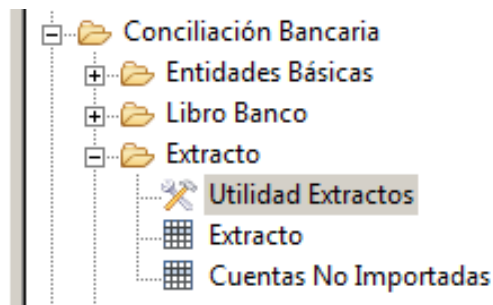 Conciliación Bancaria
Entidades Básicas
Libro Banco
Extracto
Utilidad Extractos
Extracto
Cuentas No Importadas